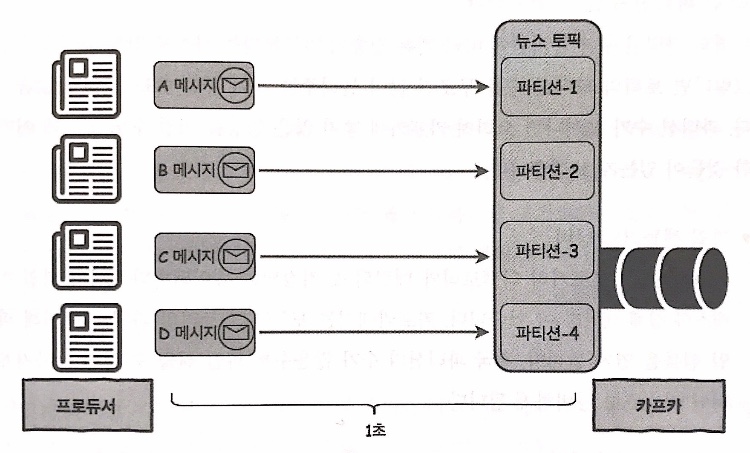 뉴스 토픽
A 메시지
파티션-1
B 메시지
파티션-2
C 메시지
파티션-3
D 메시지
파티션-4
프로듀서
카프카
1초